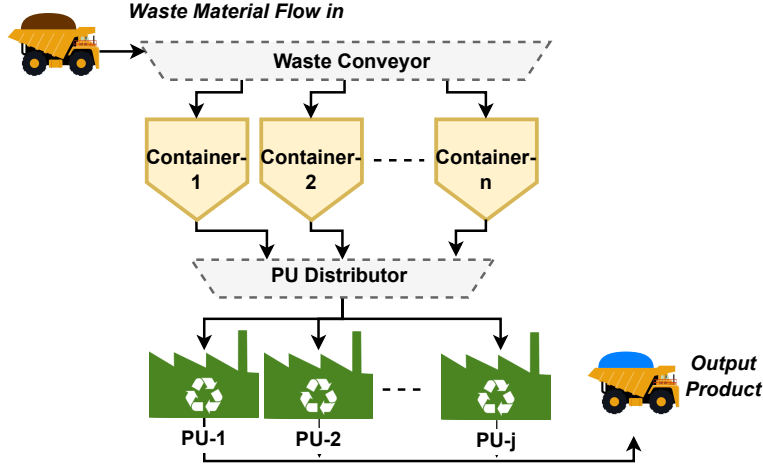 Waste Material Flow in
Waste Conveyor
Container-
1
Container-
2
Container-
n
PU Distributor
Output
Product
PU-1
PU-2
PU-j